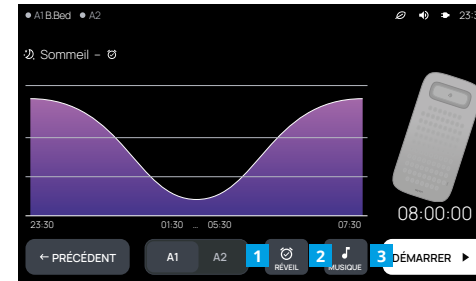 A1 B.Bed A2
Sommeil -
08:00:00
23:30 01:30 ... 05:30 07:30
← PRÉCÉDENT A1 A2 1 RÉVEIL 2 MUSIQUE 3 DÉMARRER